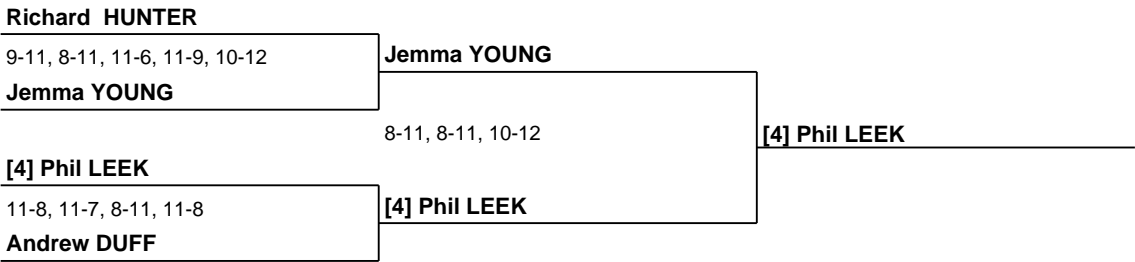 Richard HUNTER
9-11, 8-11, 11-6, 11-9, 10-12
Jemma YOUNG
Jemma YOUNG
8-11, 8-11, 10-12
[4] Phil LEEK
[4] Phil LEEK
11-8, 11-7, 8-11, 11-8
[4] Phil LEEK
Andrew DUFF